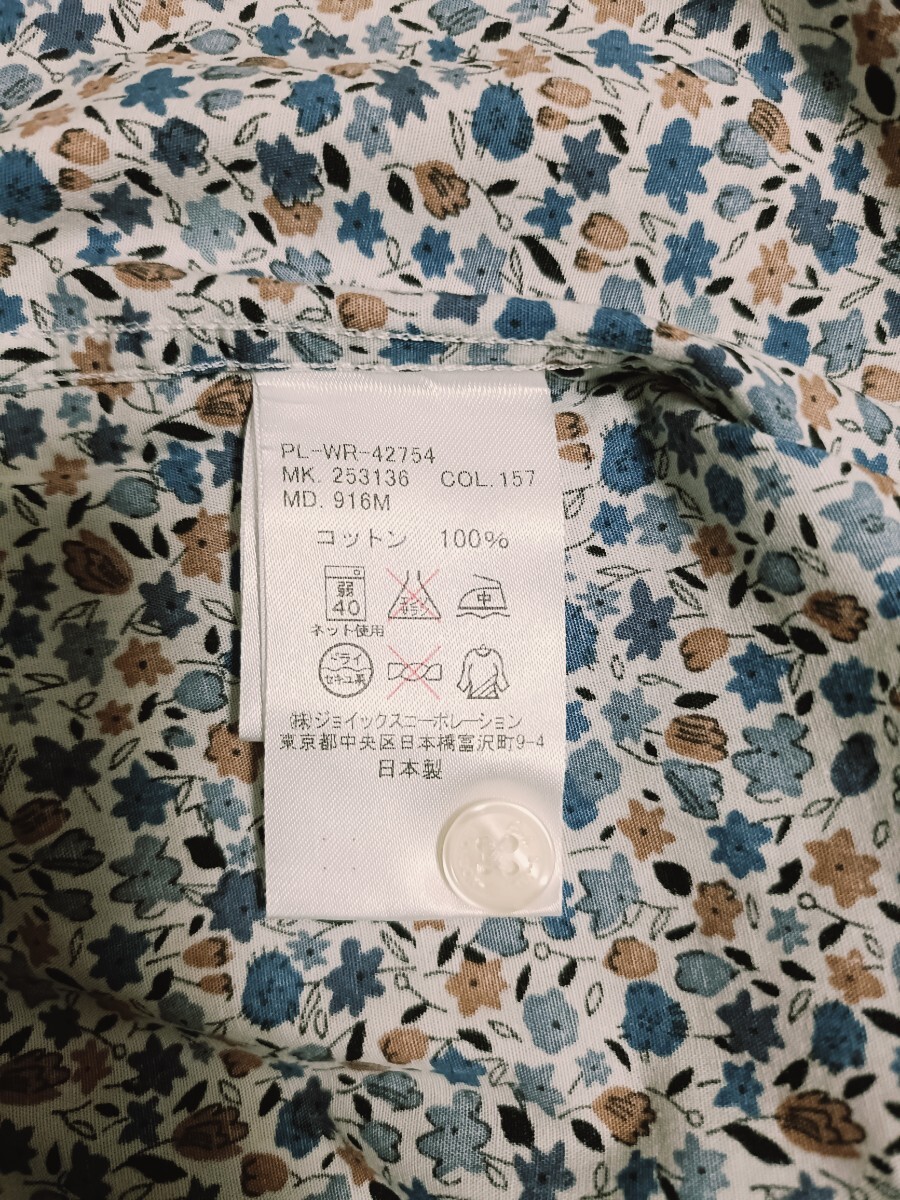 PL-WR-42754
MK. 253136 COL.157
MD. 916M
コットン 100%
弱
40
中
ネット使用
ドライ
セキユ系
(株)ジョイックスコーポレーション
東京都中央区日本橋富沢町9-4
日本製